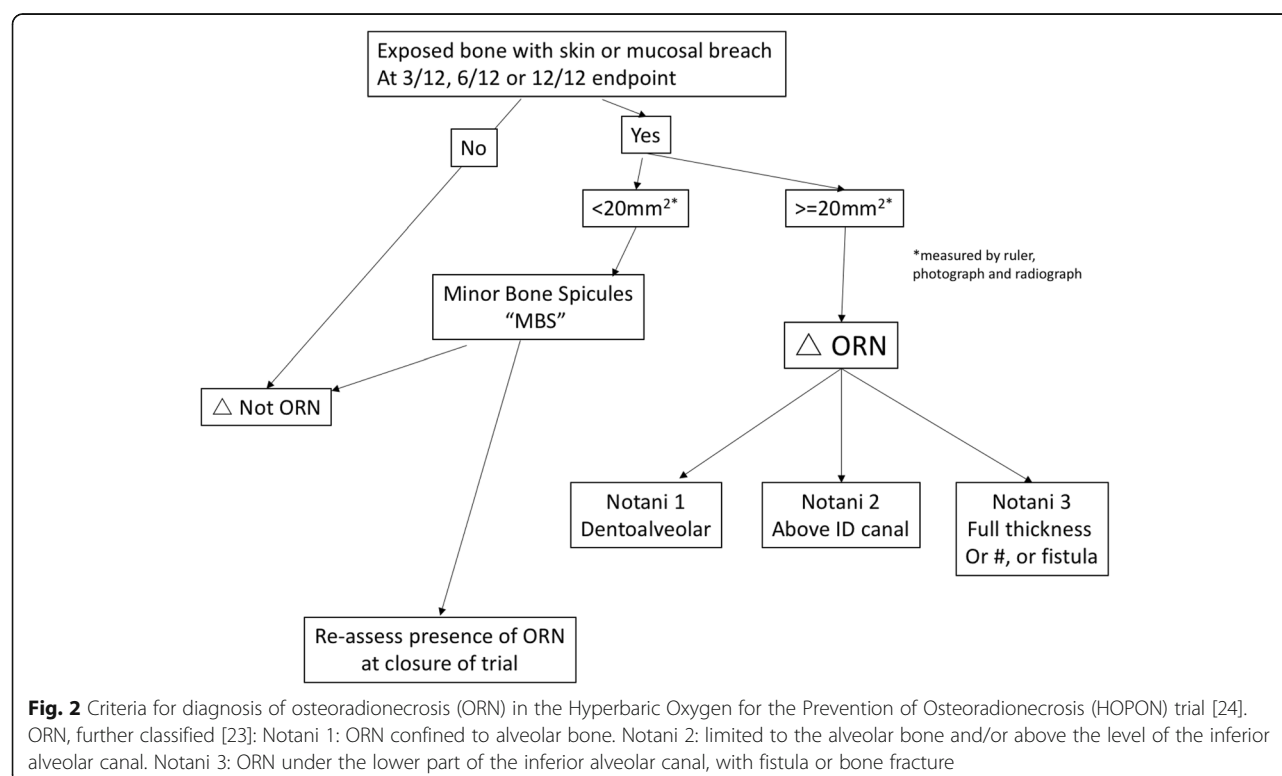 Exposed bone with skin or mucosal breach
At 3/12, 6/12 or 12/12 endpoint
No
Yes
<20mm²*
>=20mm²*
*measured by ruler,
photograph and radiograph
Minor Bone Spicules
“MBS”
△ ORN
△ Not ORN
Notani 1
Dentoalveolar
Notani 2
Above ID canal
Notani 3
Full thickness
Or #, or fistula
Re-assess presence of ORN
at closure of trial
Fig. 2 Criteria for diagnosis of osteoradionecrosis (ORN) in the Hyperbaric Oxygen for the Prevention of Osteoradionecrosis (HOPON) trial [24].
ORN, further classified [23]: Notani 1: ORN confined to alveolar bone. Notani 2: limited to the alveolar bone and/or above the level of the inferior
alveolar canal. Notani 3: ORN under the lower part of the inferior alveolar canal, with fistula or bone fracture